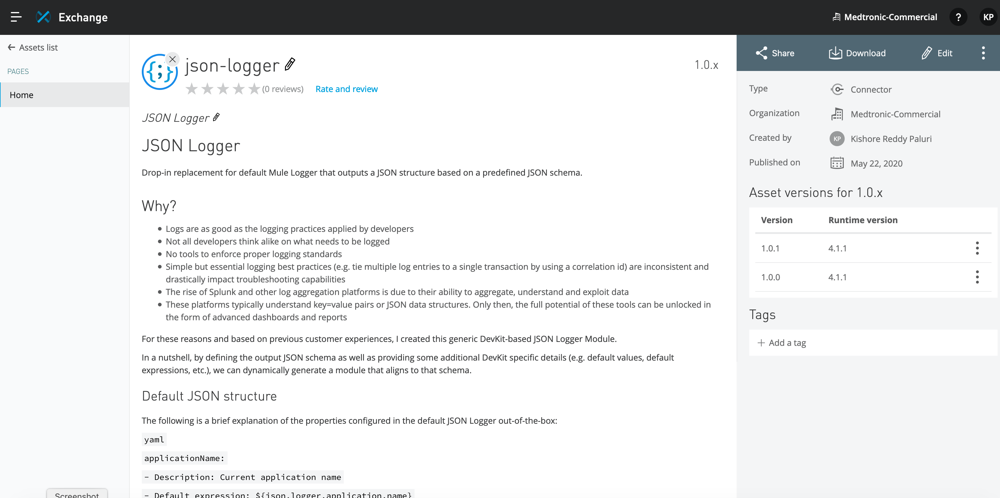 Exchange
Medtronic-Commercial
?
KP
Assets list
PAGES
Home
{;}
json-logger
1.0.x
(0 reviews)
Rate and review
JSON Logger
JSON Logger
Drop-in replacement for default Mule Logger that outputs a JSON structure based on a predefined JSON schema.
Why?
Logs are as good as the logging practices applied by developers
Not all developers think alike on what needs to be logged
No tools to enforce proper logging standards
Simple but essential logging best practices (e.g. tie multiple log entries to a single transaction by using a correlation id) are inconsistent and
drastically impact troubleshooting capabilities
The rise of Splunk and other log aggregation platforms is due to their ability to aggregate, understand and exploit data
These platforms typically understand key=value pairs or JSON data structures. Only then, the full potential of these tools can be unlocked in
the form of advanced dashboards and reports
For these reasons and based on previous customer experiences, I created this generic DevKit-based JSON Logger Module.
In a nutshell, by defining the output JSON schema as well as providing some additional DevKit specific details (e.g. default values, default
expressions, etc.), we can dynamically generate a module that aligns to that schema.
Default JSON structure
The following is a brief explanation of the properties configured in the default JSON Logger out-of-the-box:
yaml
applicationName:
- Description: Current application name
- Default expression: ${json.logger.application.name}
Screenshot
Share
Download
Edit
Type
Connector
Organization
Medtronic-Commercial
Created by
KP
Kishore Reddy Paluri
Published on
May 22, 2020
Asset versions for 1.0.x
Version
Runtime version
1.0.1
4.1.1
1.0.0
4.1.1
Tags
+ Add a tag